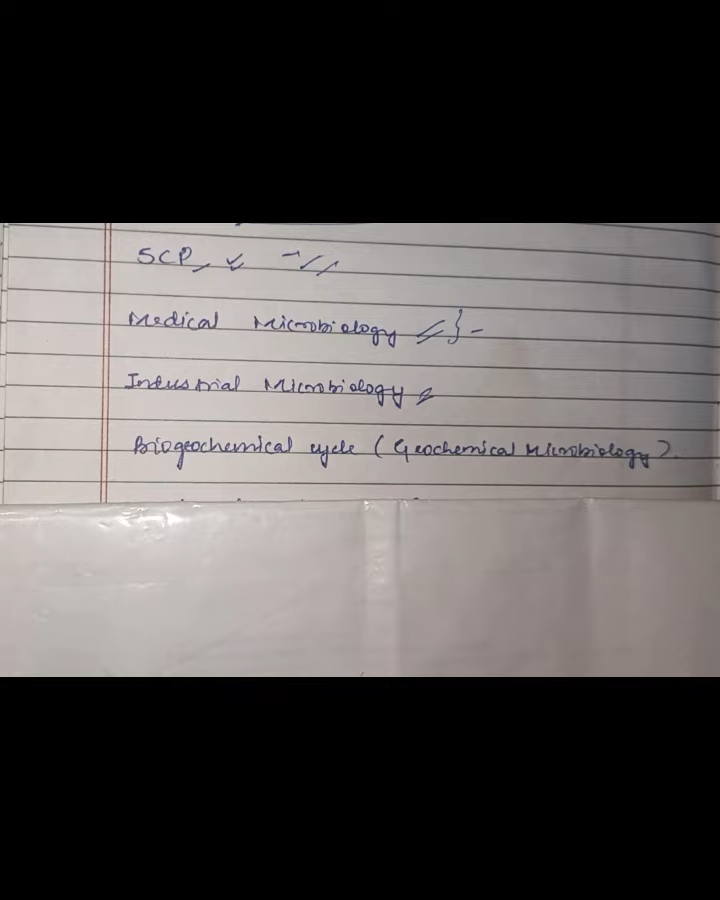 SCP
Medical Microbiology
Industrial Microbiology
Biogeochemical cycle (Geochemical Microbiology).